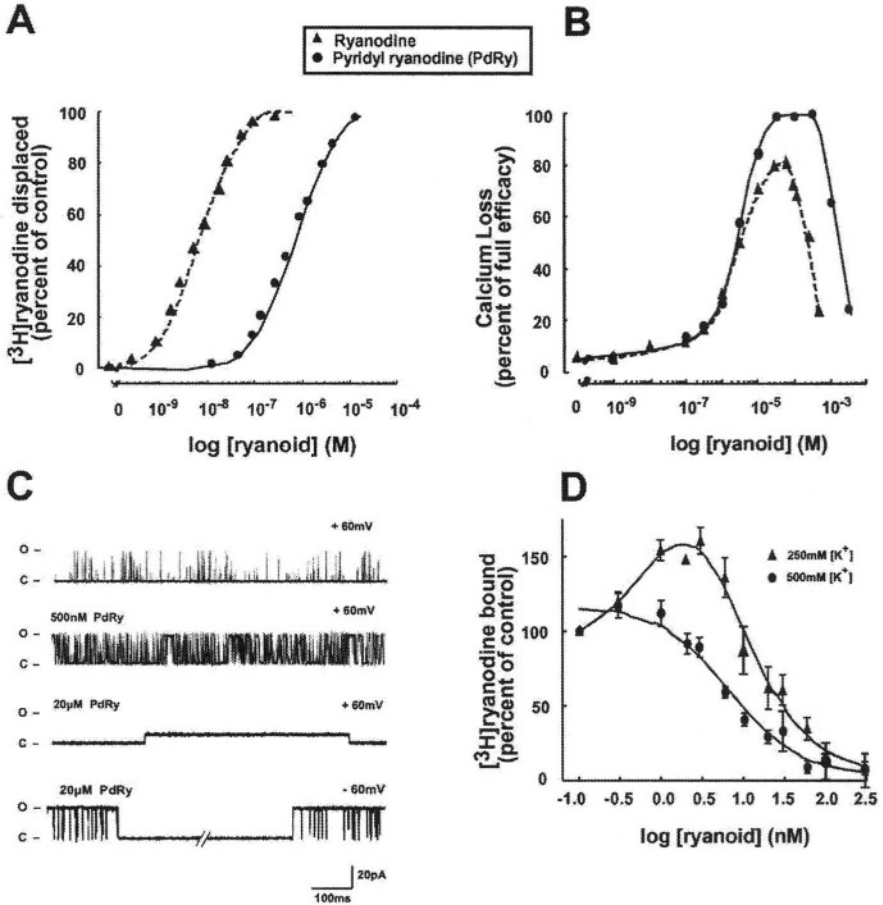 A
B
Ryanodine
Pyridyl ryanodine (PdRy)
[³H]ryanodine displaced
(percent of control)
100
80
60
40
20
0
0 10⁻⁹ 10⁻⁸ 10⁻⁷ 10⁻⁶ 10⁻⁵ 10⁻⁴
log [ryanoid] (M)
Calcium Loss
(percent of full efficacy)
100
80
60
40
20
0
0 10⁻⁹ 10⁻⁷ 10⁻⁵ 10⁻³
log [ryanoid] (M)
C
+ 60mV
O –
C –
500nM PdRy
+ 60mV
O –
C –
20µM PdRy
+ 60mV
O –
C –
20µM PdRy
- 60mV
O –
C –
20pA
100ms
D
[³H]ryanodine bound
(percent of control)
150
100
50
0
250mM [K⁺]
500mM [K⁺]
-1.0 -0.5 0.0 0.5 1.0 1.5 2.0 2.5
log [ryanoid] (nM)